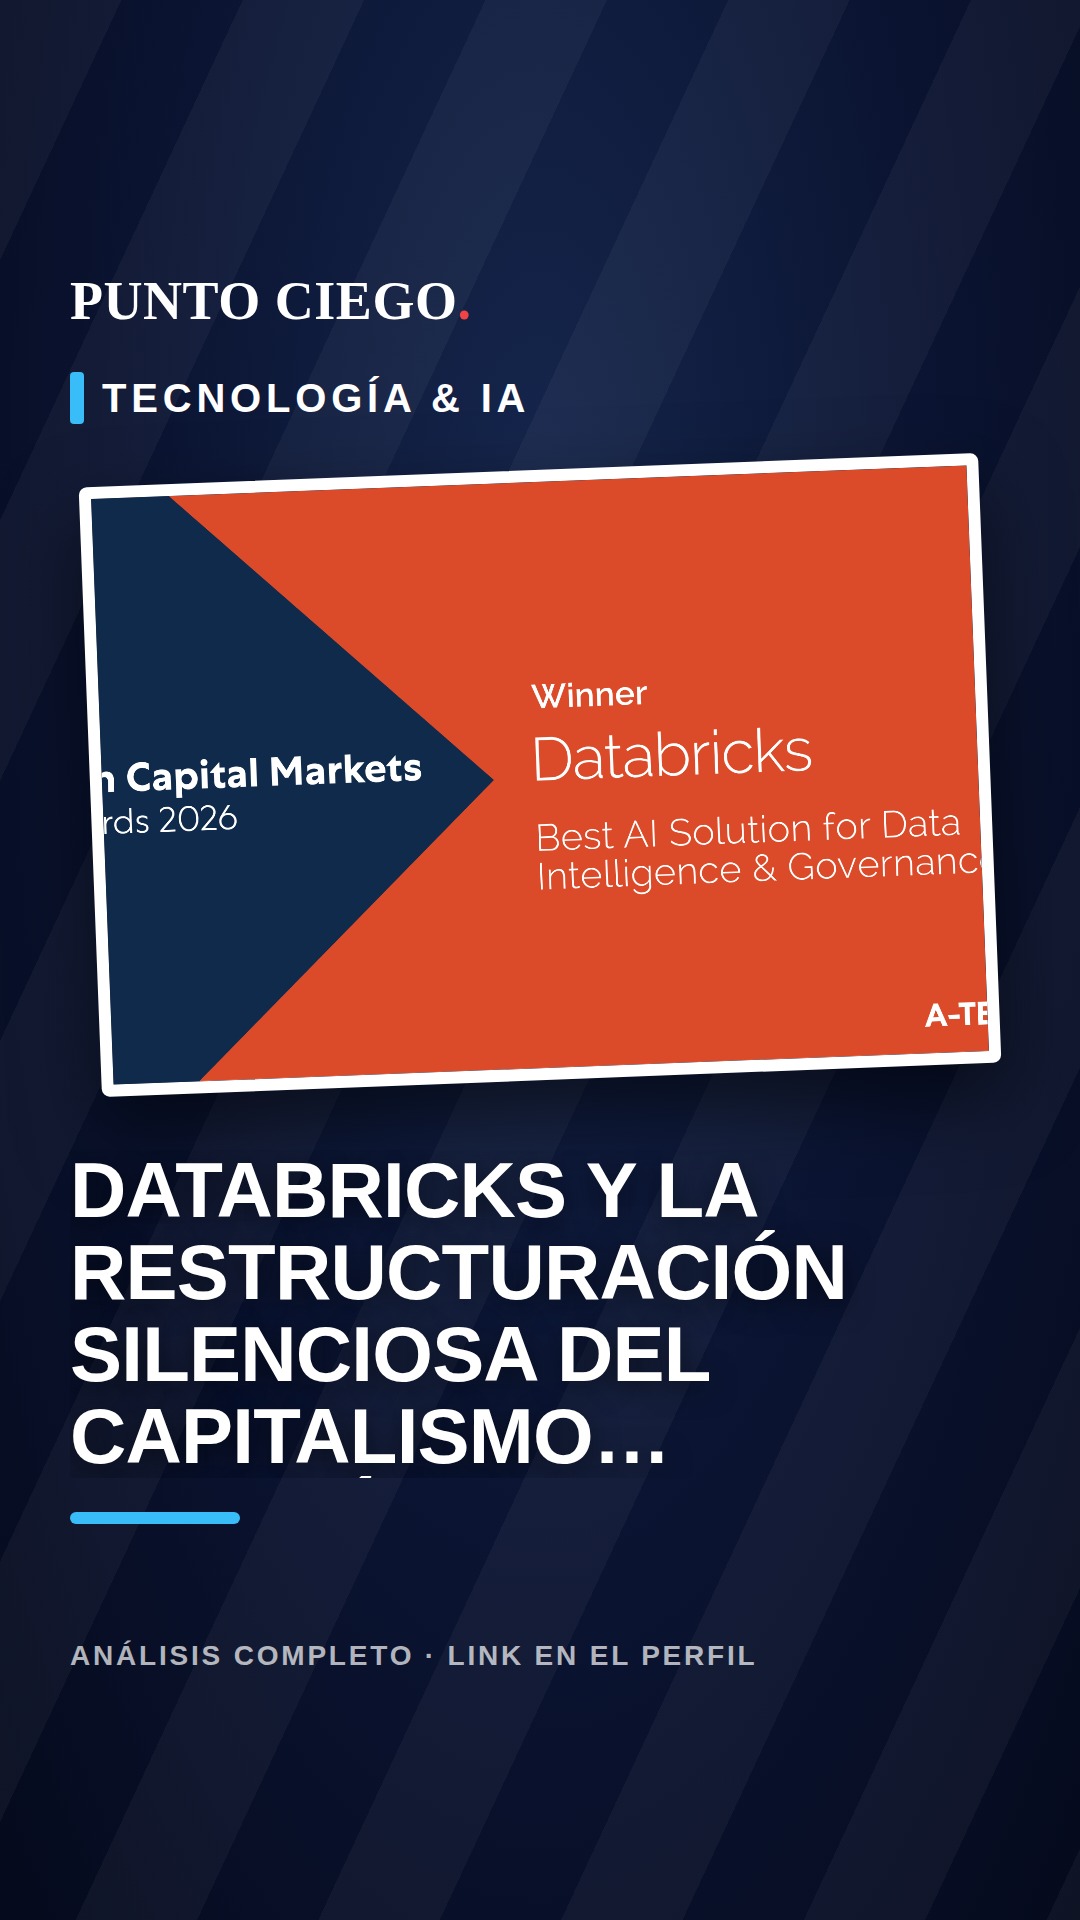 PUNTO CIEGO.
TECNOLOGÍA & IA
Winner
Databricks
n Capital Markets
rds 2026
Best AI Solution for Data
Intelligence & Governanc
A-TE
DATABRICKS Y LA
RESTRUCTURACIÓN
SILENCIOSA DEL
CAPITALISMO…
ANÁLISIS COMPLETO · LINK EN EL PERFIL